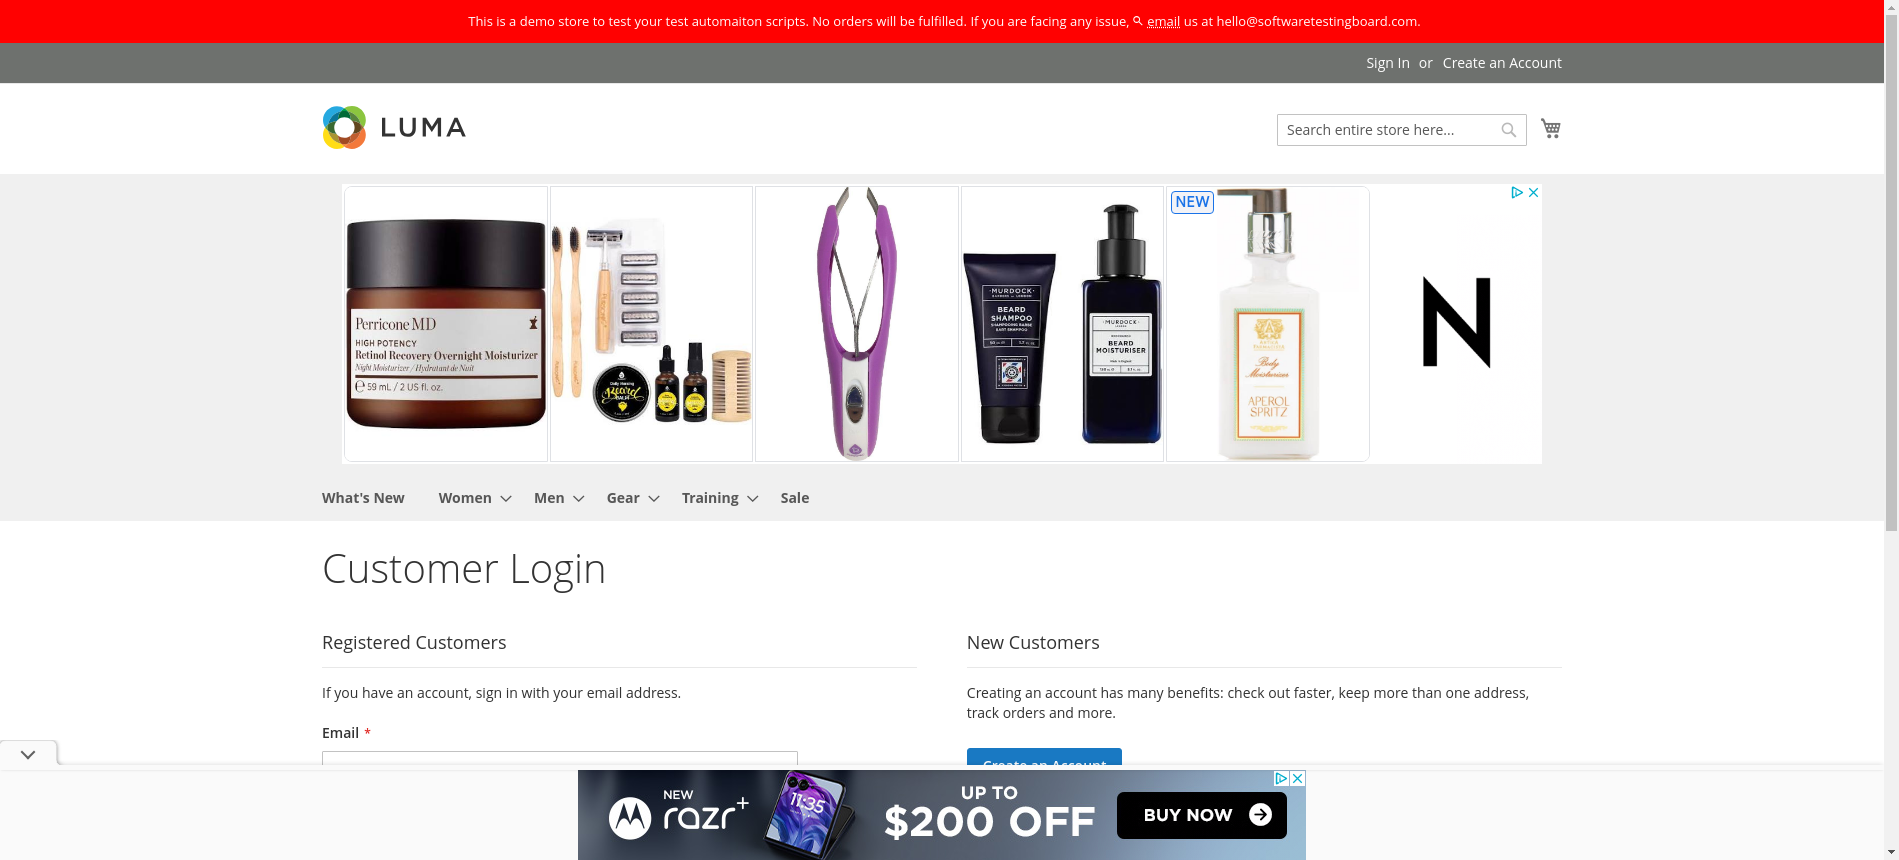 This is a demo store to test your test automaiton scripts. No orders will be fulfilled. If you are facing any issue, email us at hello@softwaretestingboard.com.
Sign In or Create an Account
LUMA
Search entire store here...
NEW
Perricone MD
HIGH POTENCY
Retinol Recovery Overnight Moisturizer
Night Moisturizer / Hydratant de Nuit
59 mL / 2 US fl. oz.
Beard
BALM
·MURDOCK·
BEARD
SHAMPOO
·MURDOCK·
BEARD
MOISTURISER
Body
Moisturizer
APEROL
SPRITZ
N
What's New
Women
Men
Gear
Training
Sale
Customer Login
Registered Customers
If you have an account, sign in with your email address.
Email *
New Customers
Creating an account has many benefits: check out faster, keep more than one address,
track orders and more.
Create an Account
NEW
razr+
11:35
UP TO
$200 OFF
BUY NOW